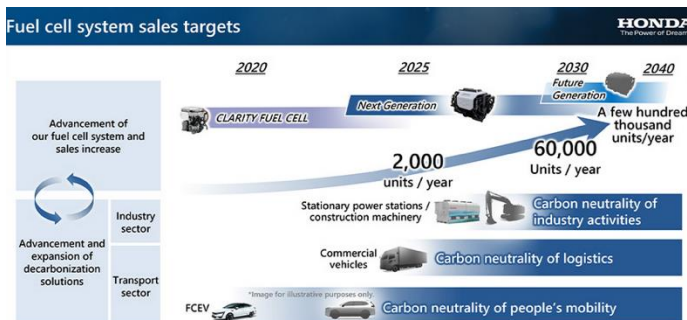 Fuel cell system sales targets
HONDA
The Power of Dreams
2020
2025
2030
2040
Advancement of
our fuel cell system and
sales increase
CLARITY FUEL CELL
Next Generation
Future
Generation
A few hundred
thousand
units/year
2,000
units / year
60,000
Units / year
Advancement and
expansion of
decarbonization
solutions
Industry
sector
Stationary power stations /
construction machinery
Carbon neutrality of
industry activities
Transport
sector
Commercial
vehicles
Carbon neutrality of logistics
*Image for illustrative purposes only
FCEV
Carbon neutrality of people's mobility